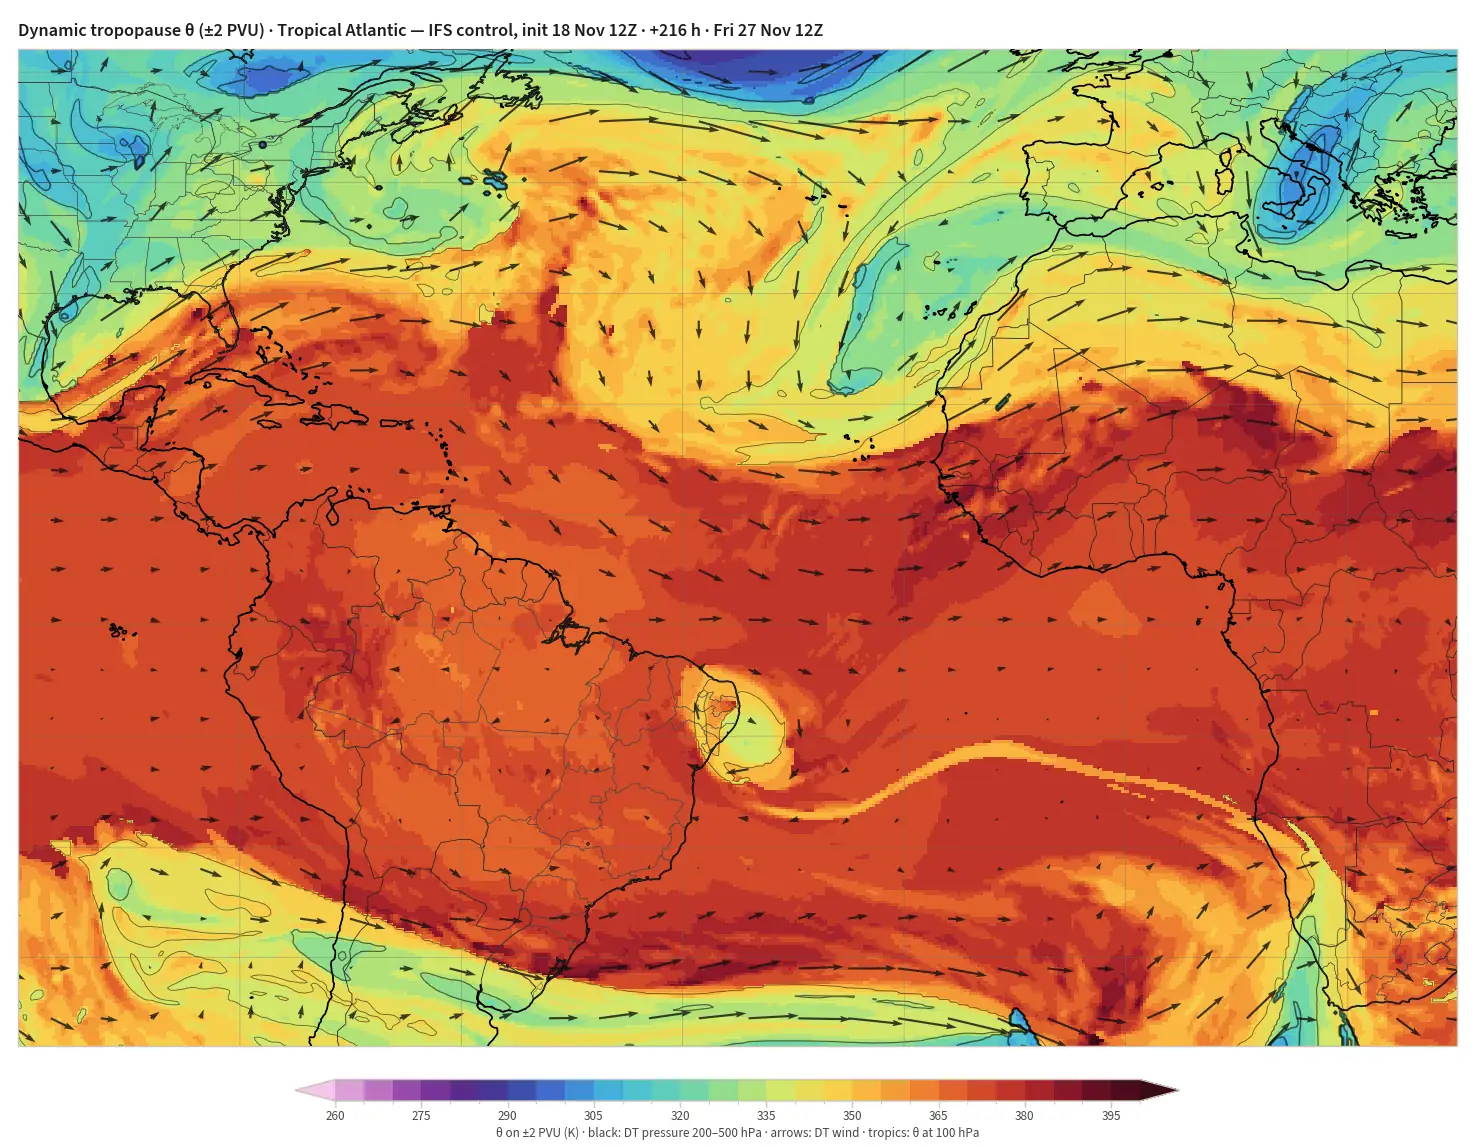 Dynamic tropopause θ (±2 PVU) · Tropical Atlantic — IFS control, init 18 Nov 12Z · +216 h · Fri 27 Nov 12Z
260 275 290 305 320 335 350 365 380 395
θ on ±2 PVU (K) · black: DT pressure 200–500 hPa · arrows: DT wind · tropics: θ at 100 hPa